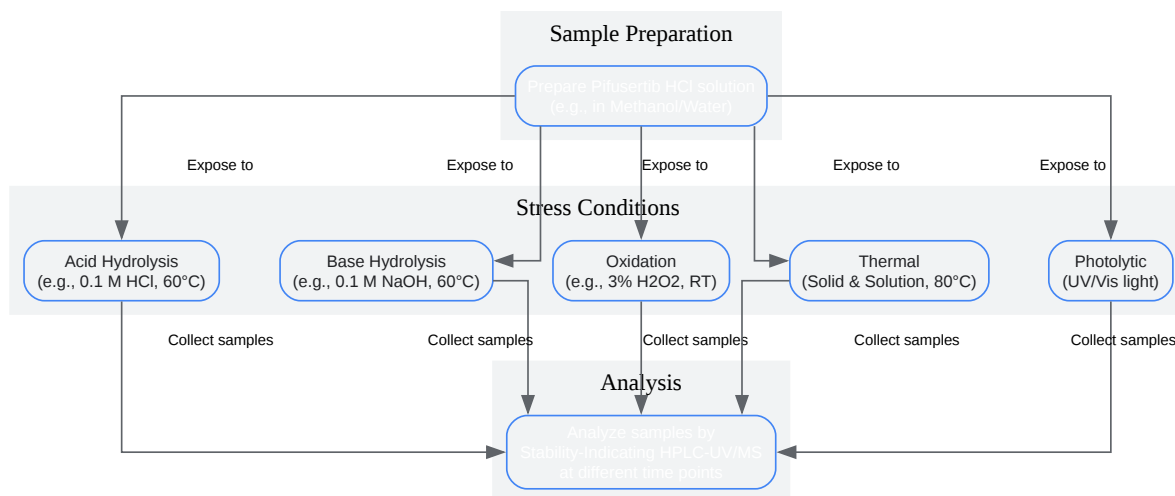 Sample Preparation
Prepare Pifusertib HCl solution
(e.g., in Methanol/Water)
Expose to
Expose to
Expose to
Expose to
Expose to
Stress Conditions
Acid Hydrolysis
(e.g., 0.1 M HCl, 60°C)
Base Hydrolysis
(e.g., 0.1 M NaOH, 60°C)
Oxidation
(e.g., 3% H2O2, RT)
Thermal
(Solid & Solution, 80°C)
Photolytic
(UV/Vis light)
Collect samples
Collect samples
Collect samples
Collect samples
Collect samples
Analysis
Analyze samples by
Stability-Indicating HPLC-UV/MS
at different time points